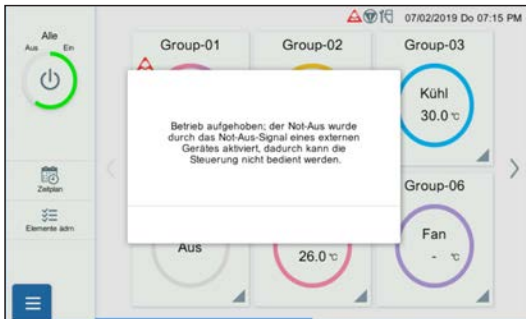 07/02/2019 Do 07:15 PM
Alle
Aus
Ein
Zeitplan
Elemente ädm
Group-01
Group-02
Group-03
Kühl
30.0 °C
Betrieb aufgehoben; der Not-Aus wurde
durch das Not-Aus-Signal eines externen
Gerätes aktiviert, dadurch kann die
Steuerung nicht bedient werden.
Aus
26.0 °C
Group-06
Fan
- °C